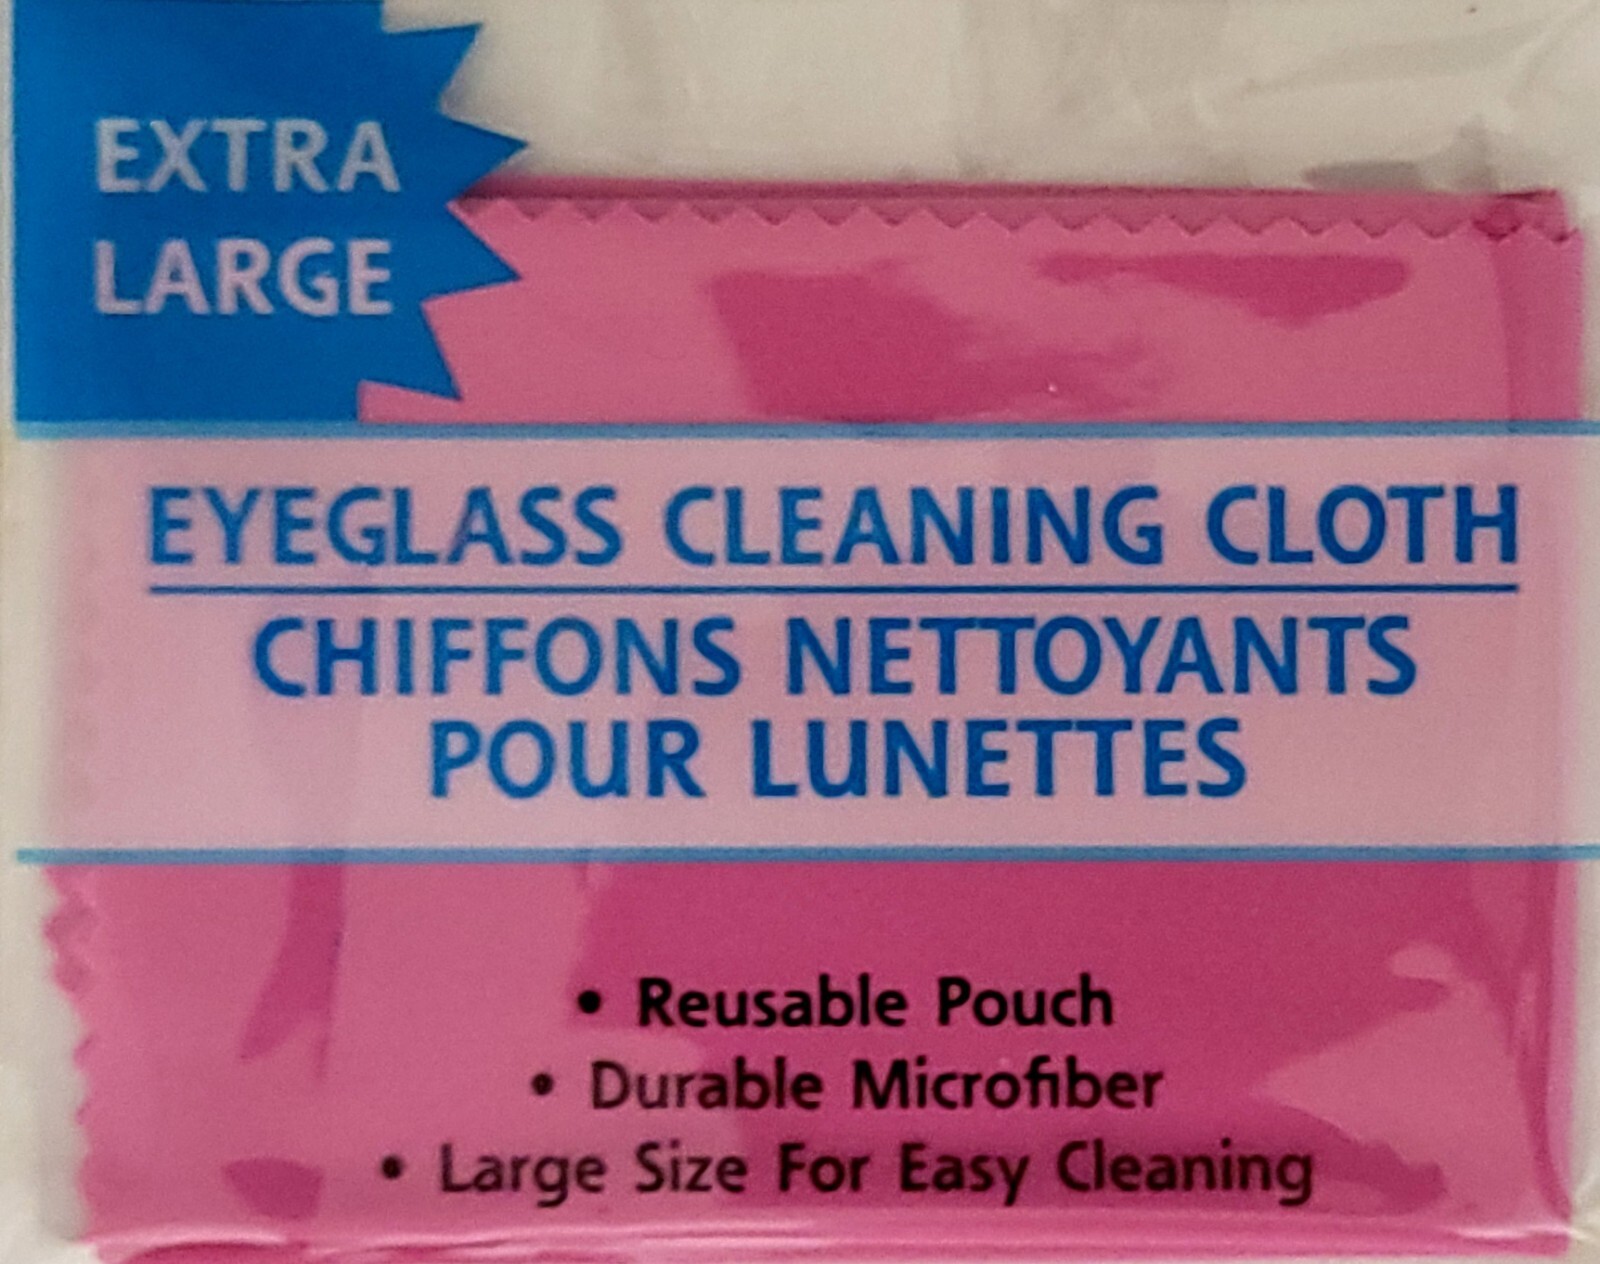 EXTRA
LARGE
EYEGLASS CLEANING CLOTH
CHIFFONS NETTOYANTS
POUR LUNETTES
• Reusable Pouch
• Durable Microfiber
• Large Size For Easy Cleaning